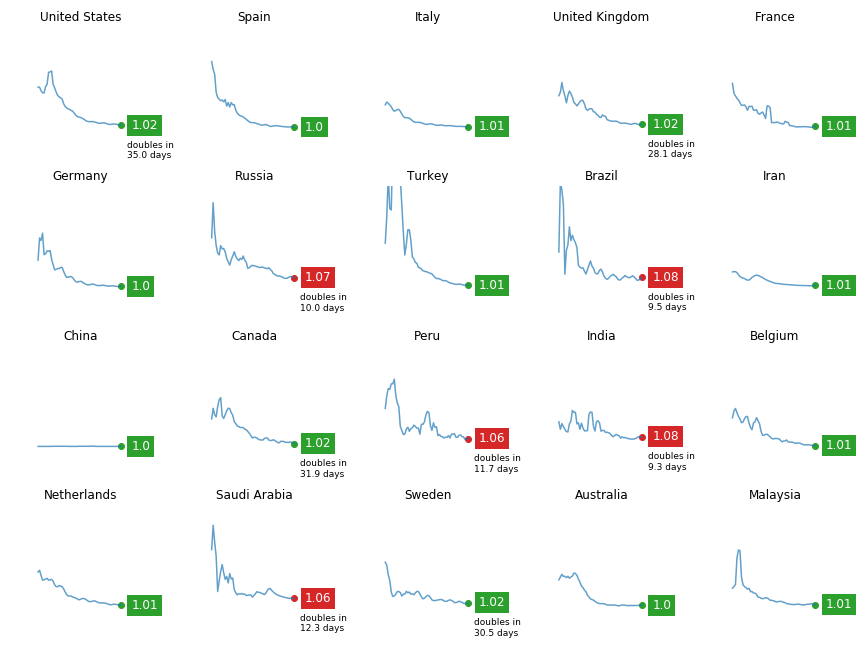 United States
Spain
Italy
United Kingdom
France
1.02
doubles in
35.0 days
1.0
1.01
1.02
doubles in
28.1 days
1.01
Germany
Russia
Turkey
Brazil
Iran
1.0
1.07
doubles in
10.0 days
1.01
1.08
doubles in
9.5 days
1.01
China
Canada
Peru
India
Belgium
1.0
1.02
doubles in
31.9 days
1.06
doubles in
11.7 days
1.08
doubles in
9.3 days
1.01
Netherlands
Saudi Arabia
Sweden
Australia
Malaysia
1.01
1.06
doubles in
12.3 days
1.02
doubles in
30.5 days
1.0
1.01